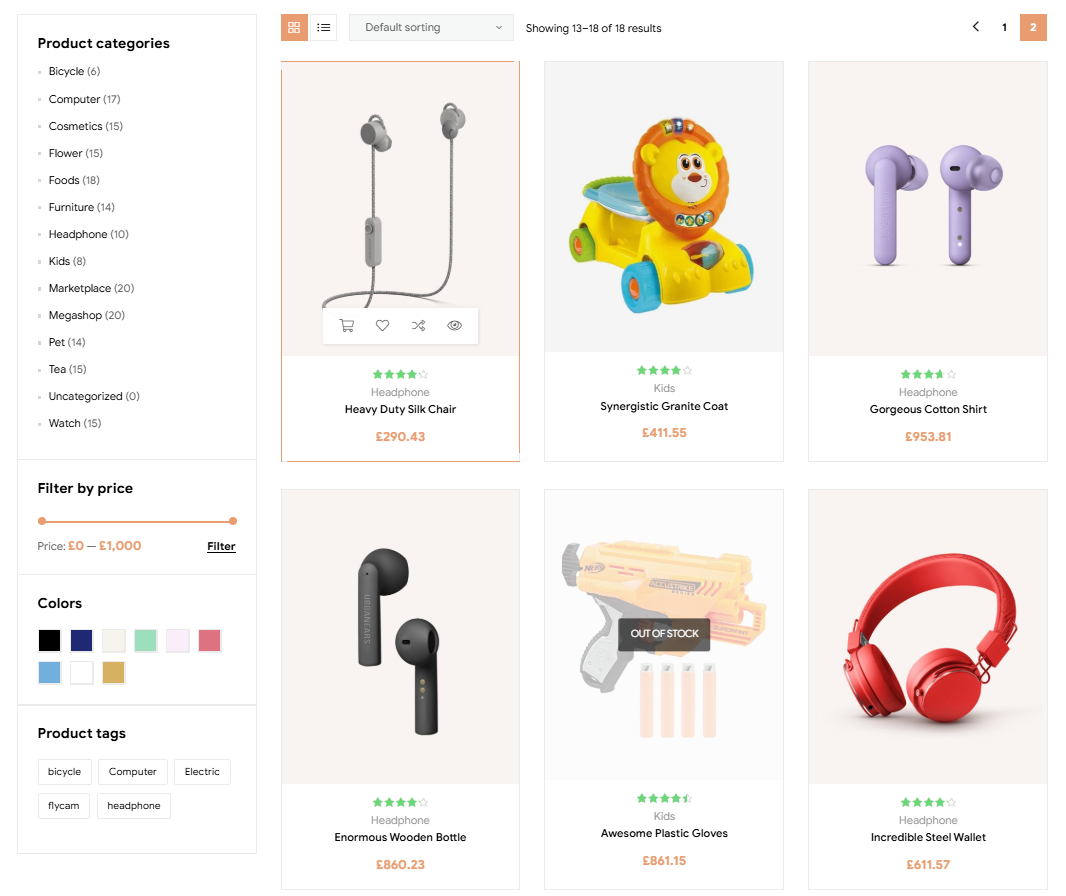 Product categories
Bicycle (6)
Computer (17)
Cosmetics (15)
Flower (15)
Foods (18)
Furniture (14)
Headphone (10)
Kids (8)
Marketplace (20)
Megashop (20)
Pet (14)
Tea (15)
Uncategorized (0)
Watch (15)
Filter by price
Price: £0 — £1,000
Filter
Colors
Product tags
bicycle
Computer
Electric
flycam
headphone
Default sorting
Showing 13–18 of 18 results
1
2
Headphone
Heavy Duty Silk Chair
£290.43
Kids
Synergistic Granite Coat
£411.55
Headphone
Gorgeous Cotton Shirt
£953.81
URBANEARS
Headphone
Enormous Wooden Bottle
£860.23
NERF
OUT OF STOCK
Kids
Awesome Plastic Gloves
£861.15
Headphone
Incredible Steel Wallet
£611.57